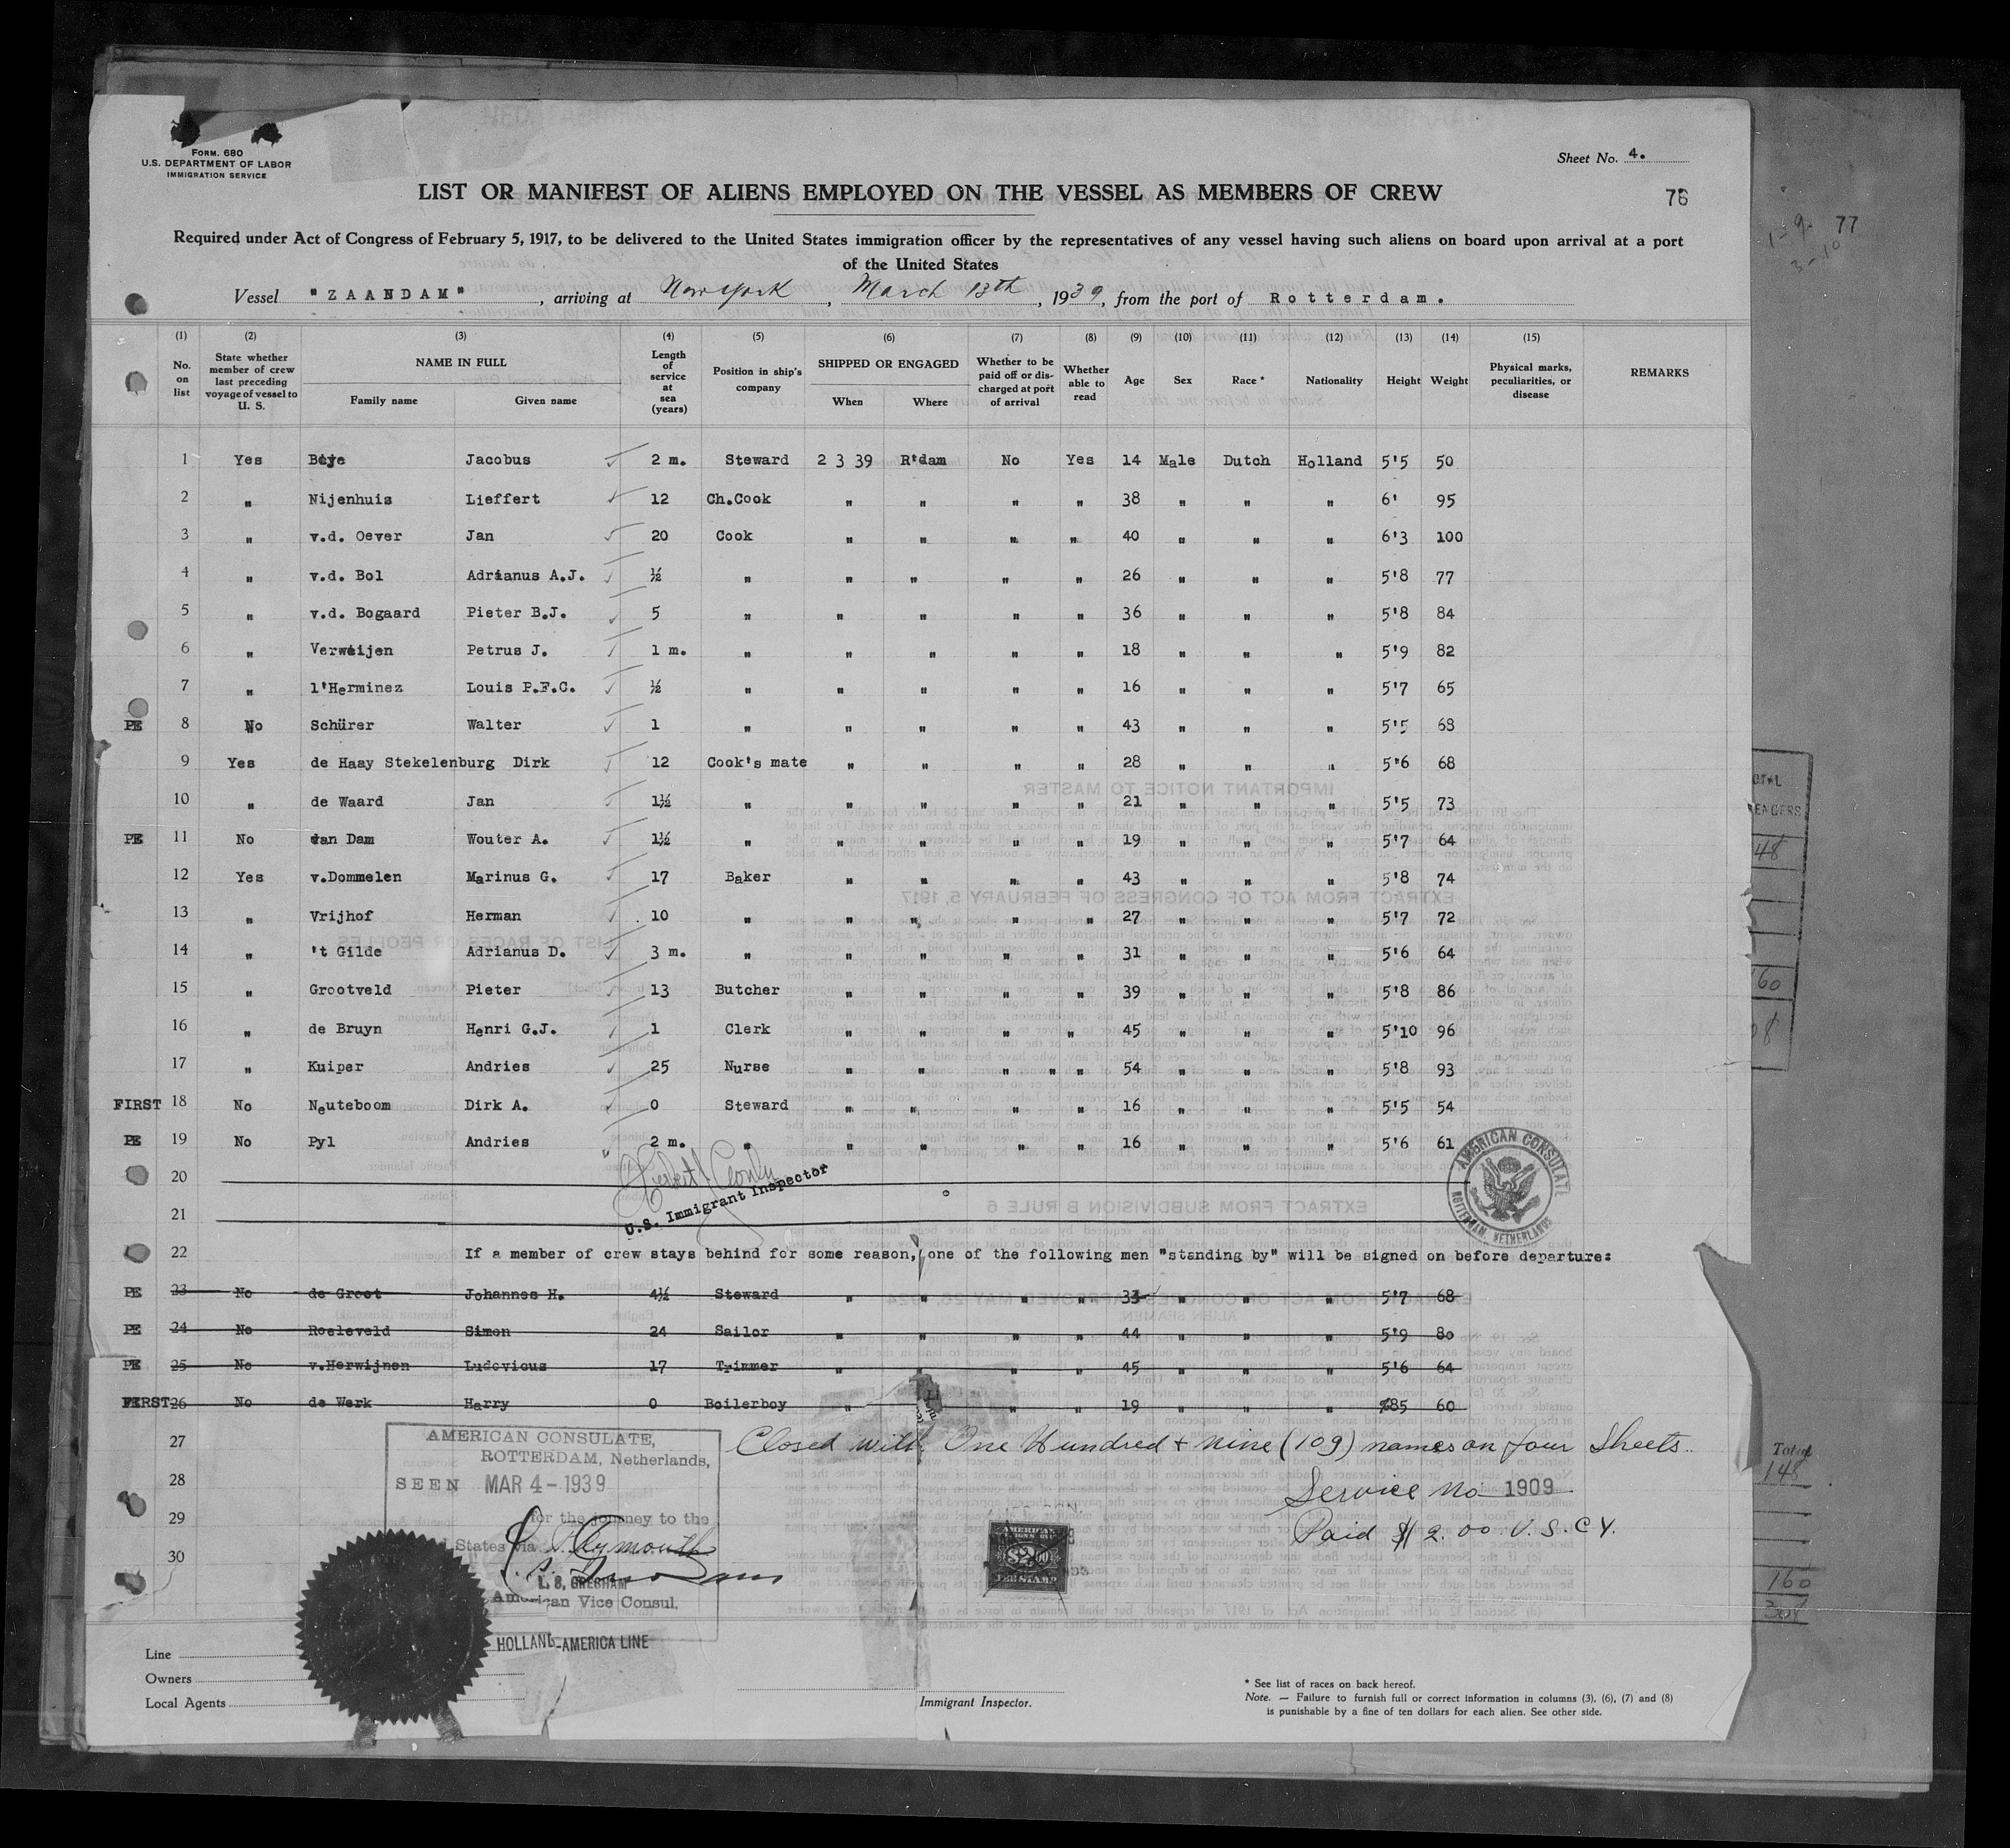 FORM. 680
U.S. DEPARTMENT OF LABOR
IMMIGRATION SERVICE
Sheet No. 4.
LIST OR MANIFEST OF ALIENS EMPLOYED ON THE VESSEL AS MEMBERS OF CREW
76
77
Required under Act of Congress of February 5, 1917, to be delivered to the United States immigration officer by the representatives of any vessel having such aliens on board upon arrival at a port
of the United States
Vessel "ZAANDAM", arriving at New York, March 13th, 1939, from the port of Rotterdam.
(1) (2) (3) (4) (5) (6) (7) (8) (9) (10) (11) (12) (13) (14) (15)
No. on list State whether member of crew last preceding voyage of vessel to U. S. NAME IN FULL Family name Given name Length of service at sea (years) Position in ship's company SHIPPED OR ENGAGED When Where Whether to be paid off or discharged at port of arrival Whether able to read Age Sex Race * Nationality Height Weight Physical marks, peculiarities, or disease REMARKS
1 Yes Jacobus 2 m. Steward 2 3 39 R'dam No Yes 14 Male Dutch Holland 5'5 50
2 " Nijenhuis Lieffert 12 Ch.Cook " " " " 38 " " " 6' 95
3 " v.d. Oever Jan 20 Cook " " " " 40 " " " 6'3 100
4 " v.d. Bol Adrianus A.J. ½ " " " " " 26 " " " 5'8 77
5 " v.d. Bogaard Pieter B.J. 5 " " " " " 36 " " " 5'8 84
6 " Verweijen Petrus J. 1 m. " " " " " 18 " " " 5'9 82
7 " l'Herminez Louis P.F.C. ½ " " " " " 16 " " " 5'7 65
PE 8 No Schürer Walter 1 " " " " " 43 " " " 5'5 68
9 Yes de Haay Stekelenburg Dirk 12 Cook's mate " " " " 28 " " " 5'6 68
10 " de Waard Jan 1½ " " " " " 21 " " " 5'5 73
PE 11 No van Dam Wouter A. 1½ " " " " " 19 " " " 5'7 64
12 Yes v.Dommelen Marinus G. 17 Baker " " " " 43 " " " 5'8 74
13 " Vrijhof Herman 10 " " " " " 27 " " " 5'7 72
14 " 't Gilde Adrianus D. 3 m. " " " " " 31 " " " 5'6 64
15 " Grootveld Pieter 13 Butcher " " " " 39 " " " 5'8 86
16 " de Bruyn Henri G.J. 1 Clerk " " " " 45 " " " 5'10 96
17 " Kuiper Andries 25 Nurse " " " " " 54 " " " 5'8 93
FIRST 18 No Neuteboom Dirk A. 0 Steward " " " " 16 " " " 5'5 54
PE 19 No Pyl Andries 2 m. " " " " " 16 " " " 5'6 61
20
U.S. Immigrant Inspector
AMERICAN CONSULATE ROTTERDAM, NETHERLANDS
21
22 If a member of crew stays behind for some reason, one of the following men "standing by" will be signed on before departure:
PE 23 No de Groot Johannes H. 4½ Steward " " " " 33 " " " 5'7 68
PE 24 No Roeleveld Simon 24 Sailor " " " " 44 " " " 5'9 80
PE 25 No v.Herwijnen Ludovicus 17 Trimmer " " " " 45 " " " 5'6 64
FIRST 26 No de Werk Harry 0 Boilerboy " " " 19 " " " 60
27 Closed with One Hundred + nine (109) names on four Sheets.
28 Service No 1909
29 Paid $2.00 U.S.CY.
30
AMERICAN CONSULATE,
ROTTERDAM, Netherlands,
SEEN MAR 4-1939
for the journey to the
States via Plymouth
L. S. GRESHAM
American Vice Consul.
AMERICAN
$2.00
FEE STAMP
Line HOLLAND-AMERICA LINE
Owners
Local Agents
Immigrant Inspector.
* See list of races on back hereof.
Note. — Failure to furnish full or correct information in columns (3), (6), (7) and (8)
is punishable by a fine of ten dollars for each alien. See other side.
Total
148
160
308